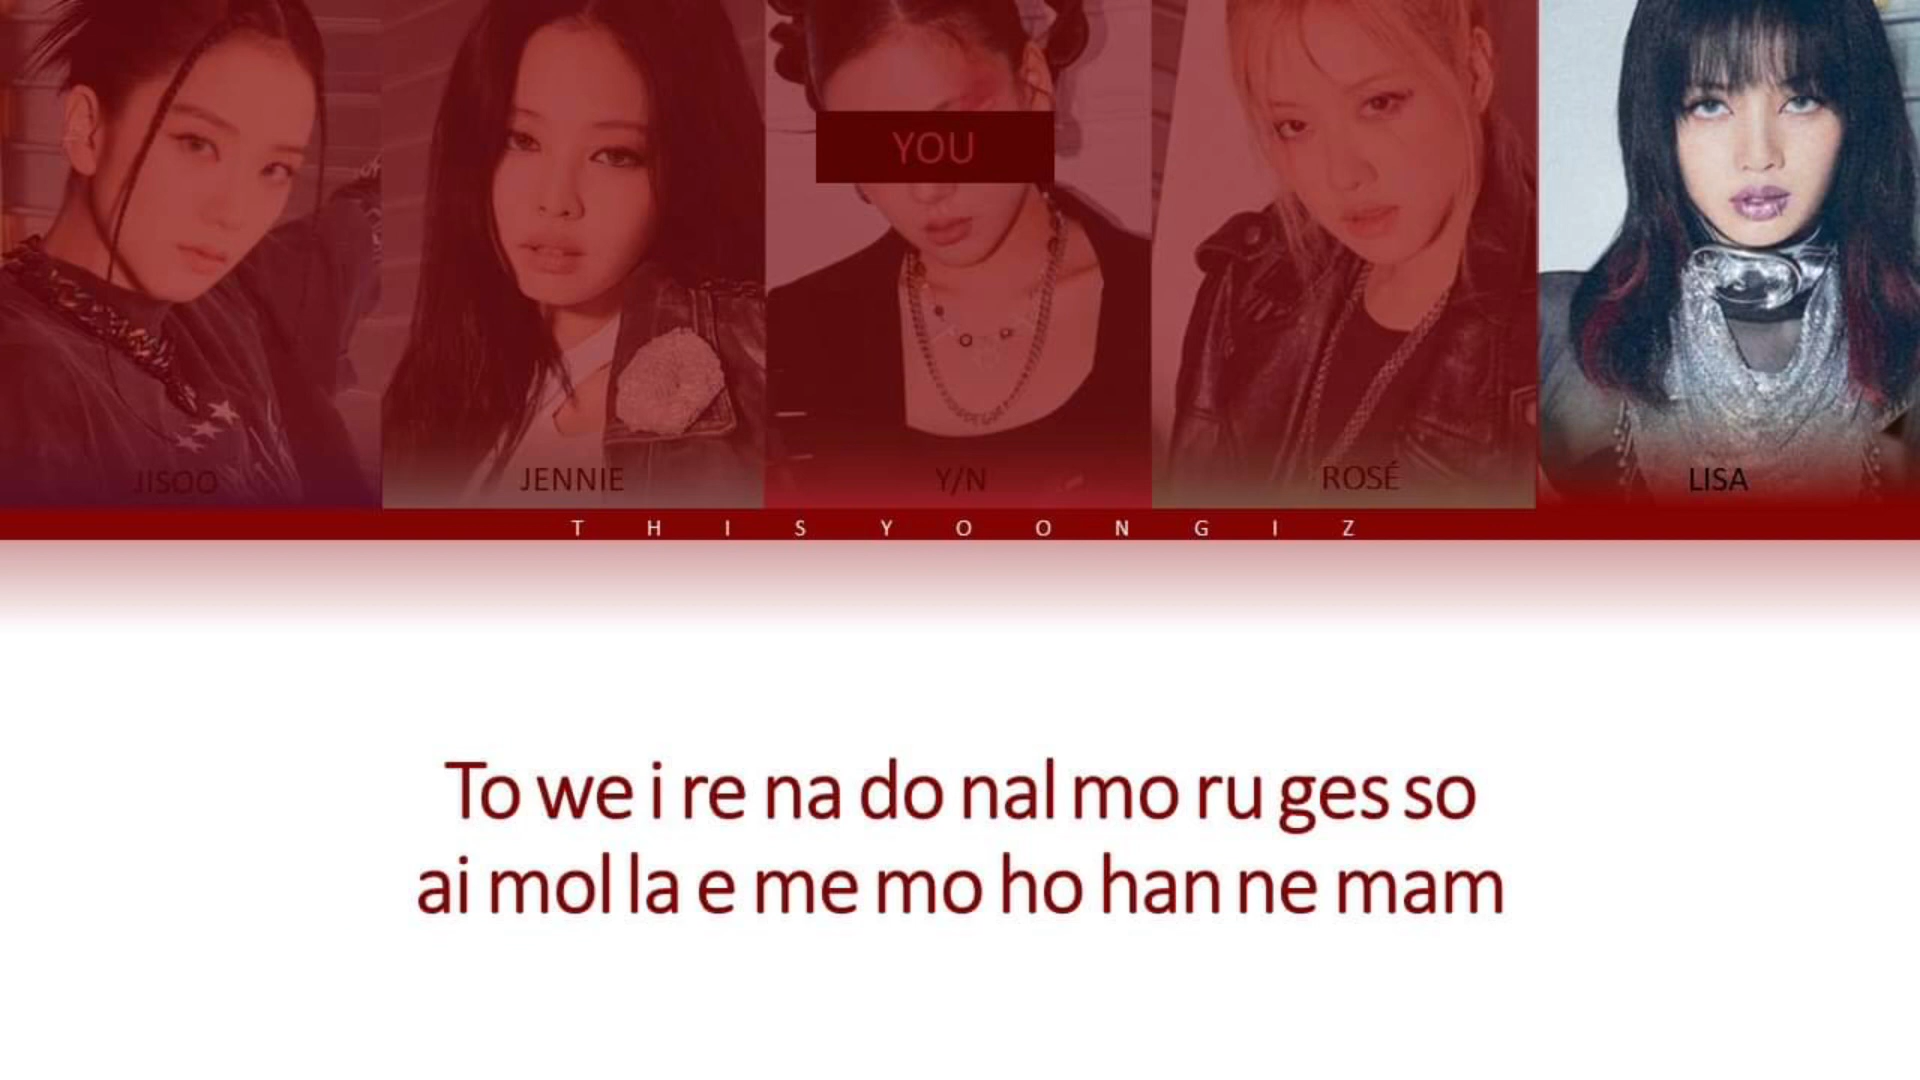 YOU
JISOO
JENNIE
Y/N
ROSÉ
LISA
THISYOONGIZ
To we i re na do nal mo ru ges so
ai mol la e me mo ho han ne mam